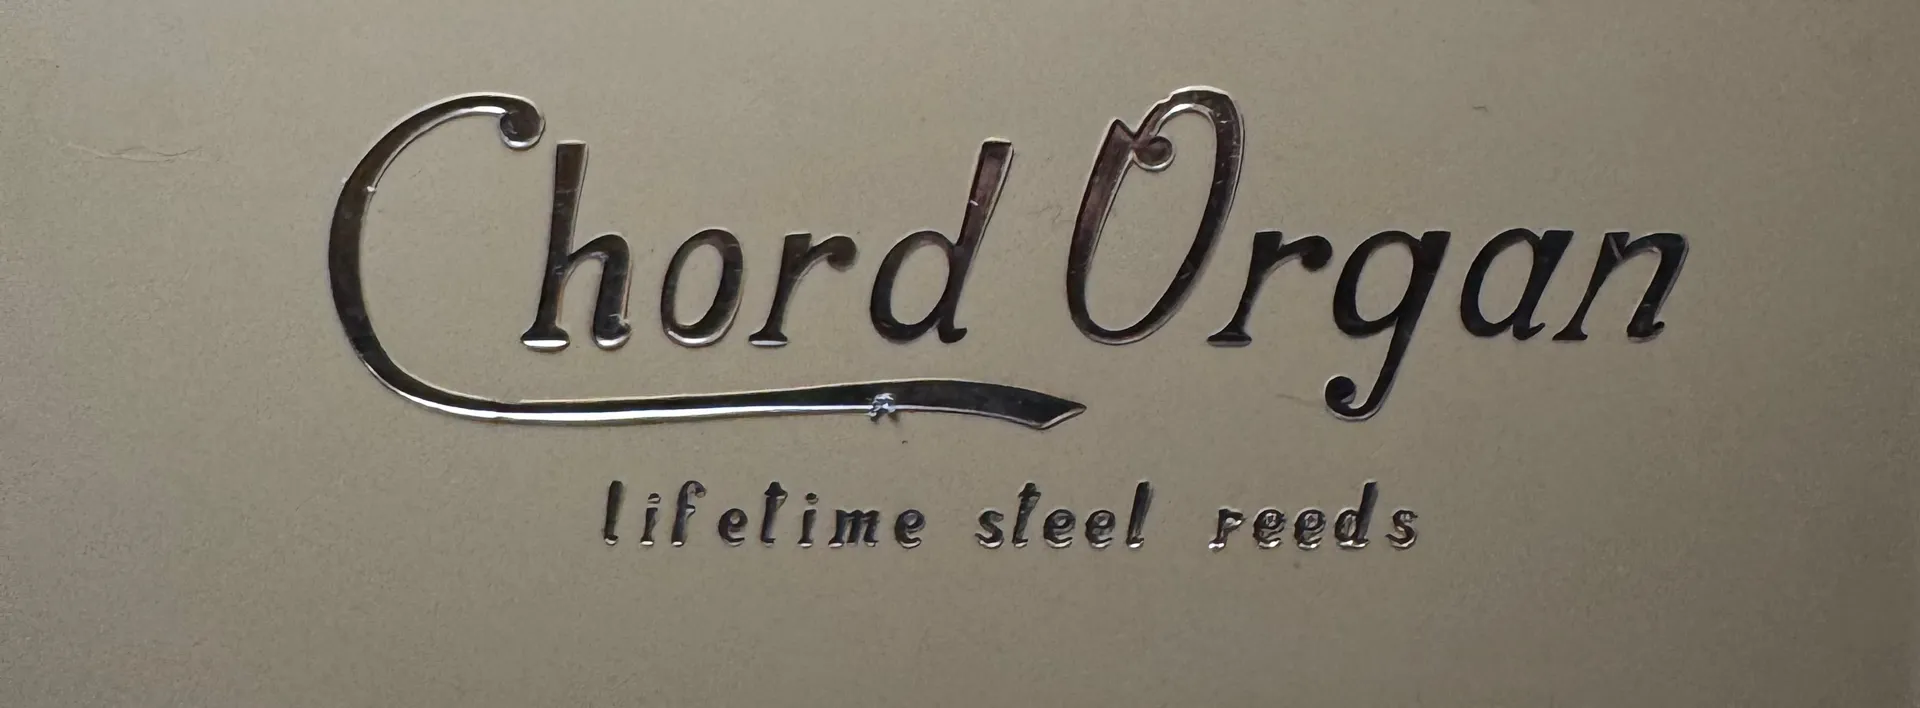 Chord Organ
lifetime steel reeds